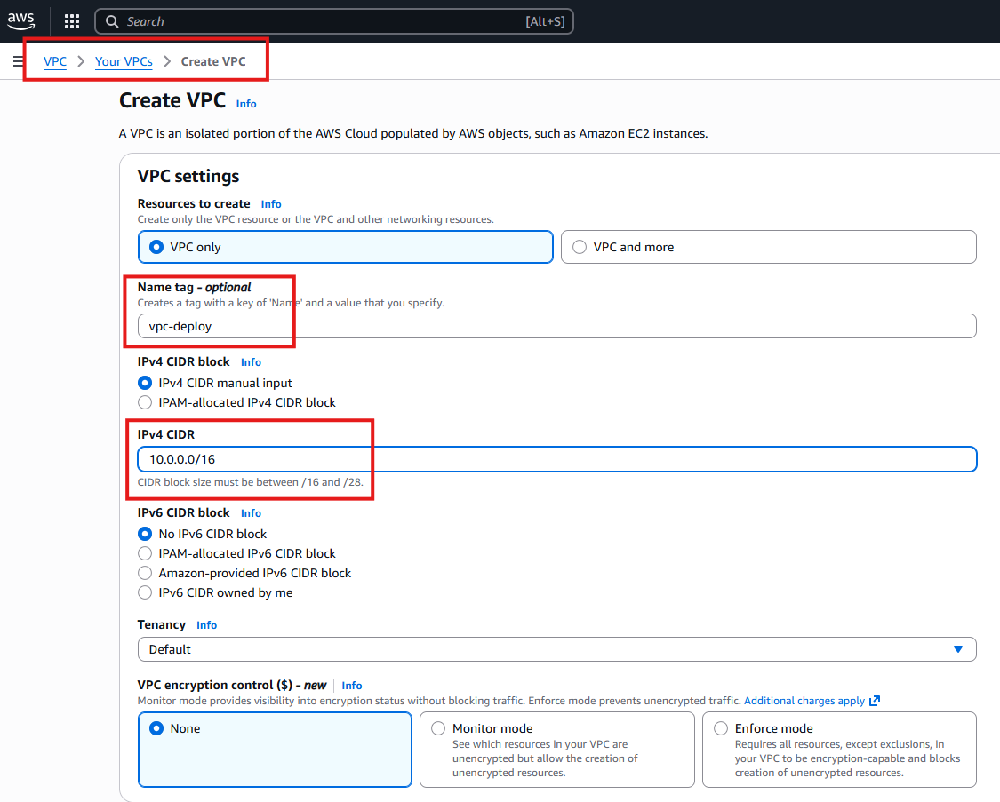 aws Search [Alt+S]
VPC > Your VPCs > Create VPC
Create VPC Info
A VPC is an isolated portion of the AWS Cloud populated by AWS objects, such as Amazon EC2 instances.
VPC settings
Resources to create Info
Create only the VPC resource or the VPC and other networking resources.
VPC only VPC and more
Name tag - optional
Creates a tag with a key of 'Name' and a value that you specify.
vpc-deploy
IPv4 CIDR block Info
IPv4 CIDR manual input
IPAM-allocated IPv4 CIDR block
IPv4 CIDR
10.0.0.0/16
CIDR block size must be between /16 and /28.
IPv6 CIDR block Info
No IPv6 CIDR block
IPAM-allocated IPv6 CIDR block
Amazon-provided IPv6 CIDR block
IPv6 CIDR owned by me
Tenancy Info
Default
VPC encryption control ($) - new Info
Monitor mode provides visibility into encryption status without blocking traffic. Enforce mode prevents unencrypted traffic. Additional charges apply
None
Monitor mode
See which resources in your VPC are
unencrypted but allow the creation of
unencrypted resources.
Enforce mode
Requires all resources, except exclusions, in
your VPC to be encryption-capable and blocks
creation of unencrypted resources.